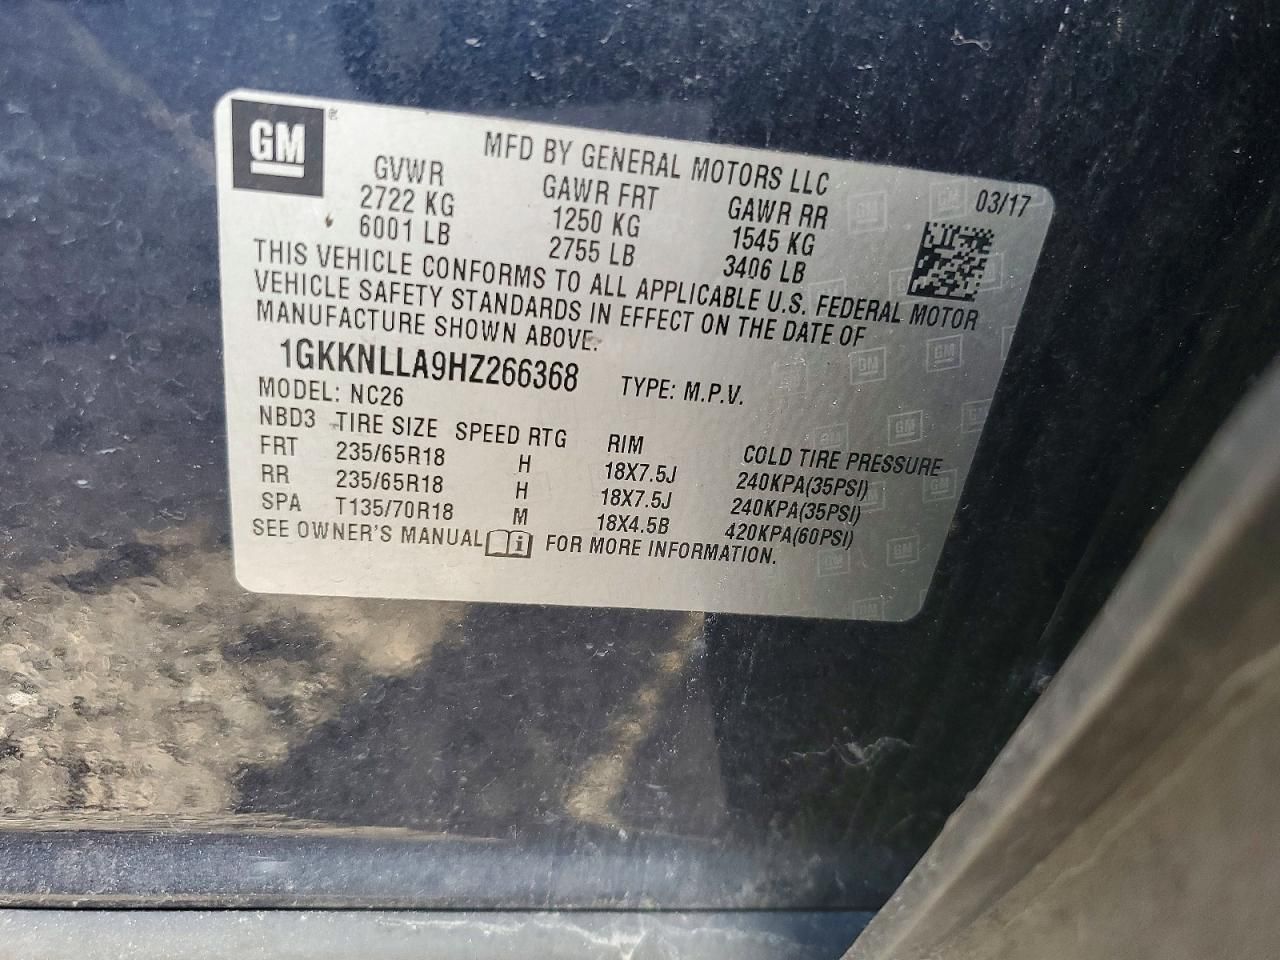 GM
MFD BY GENERAL MOTORS LLC
03/17
GVWR GAWR FRT GAWR RR
2722 KG 1250 KG 1545 KG
6001 LB 2755 LB 3406 LB
THIS VEHICLE CONFORMS TO ALL APPLICABLE U.S. FEDERAL MOTOR
VEHICLE SAFETY STANDARDS IN EFFECT ON THE DATE OF
MANUFACTURE SHOWN ABOVE.
1GKKNLLA9HZ266368 TYPE: M.P.V.
MODEL: NC26
NBD3 TIRE SIZE SPEED RTG RIM COLD TIRE PRESSURE
FRT 235/65R18 H 18X7.5J 240KPA(35PSI)
RR 235/65R18 H 18X7.5J 240KPA(35PSI)
SPA T135/70R18 M 18X4.5B 420KPA(60PSI)
SEE OWNER'S MANUAL i FOR MORE INFORMATION.